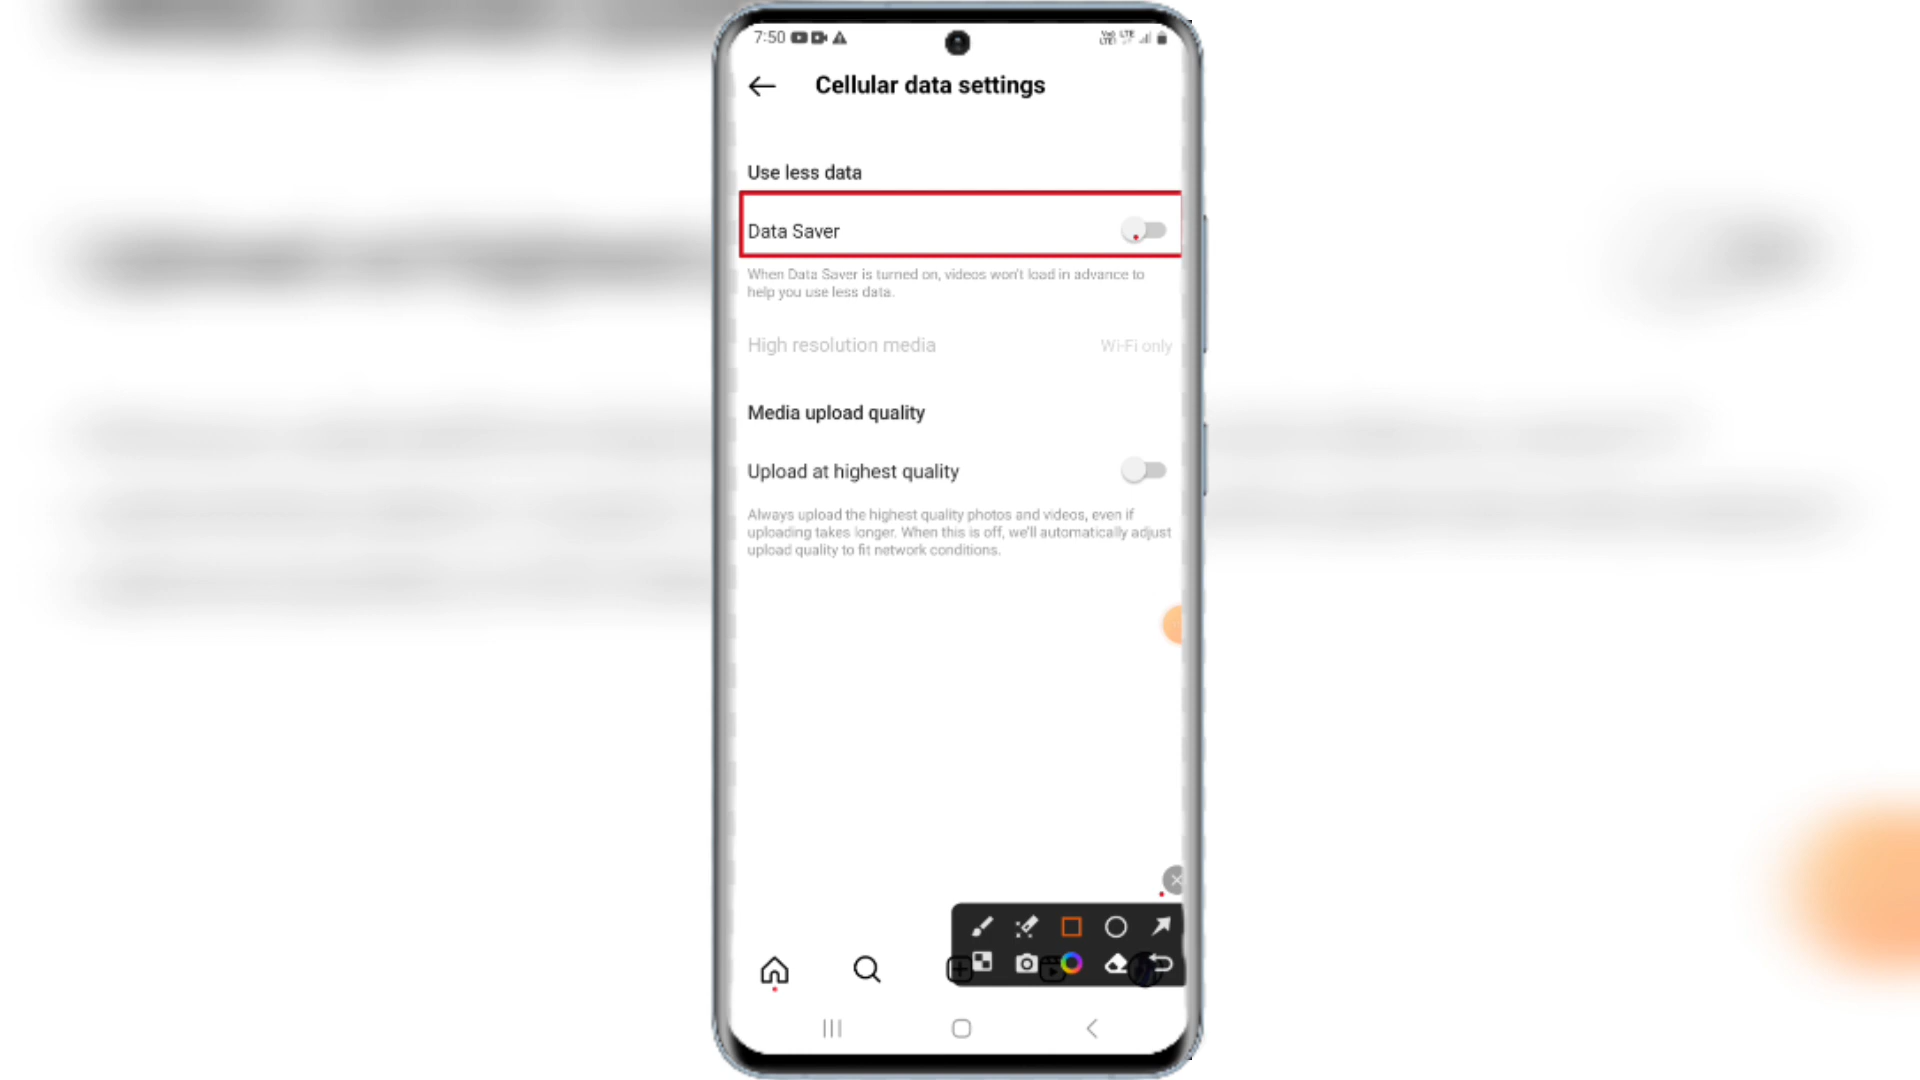 7:50
Cellular data settings
Use less data
Data Saver
When Data Saver is turned on, videos won't load in advance to
help you use less data.
High resolution media Wi-Fi only
Media upload quality
Upload at highest quality
Always upload the highest quality photos and videos, even if
uploading takes longer. When this is off, we'll automatically adjust
upload quality to fit network conditions.